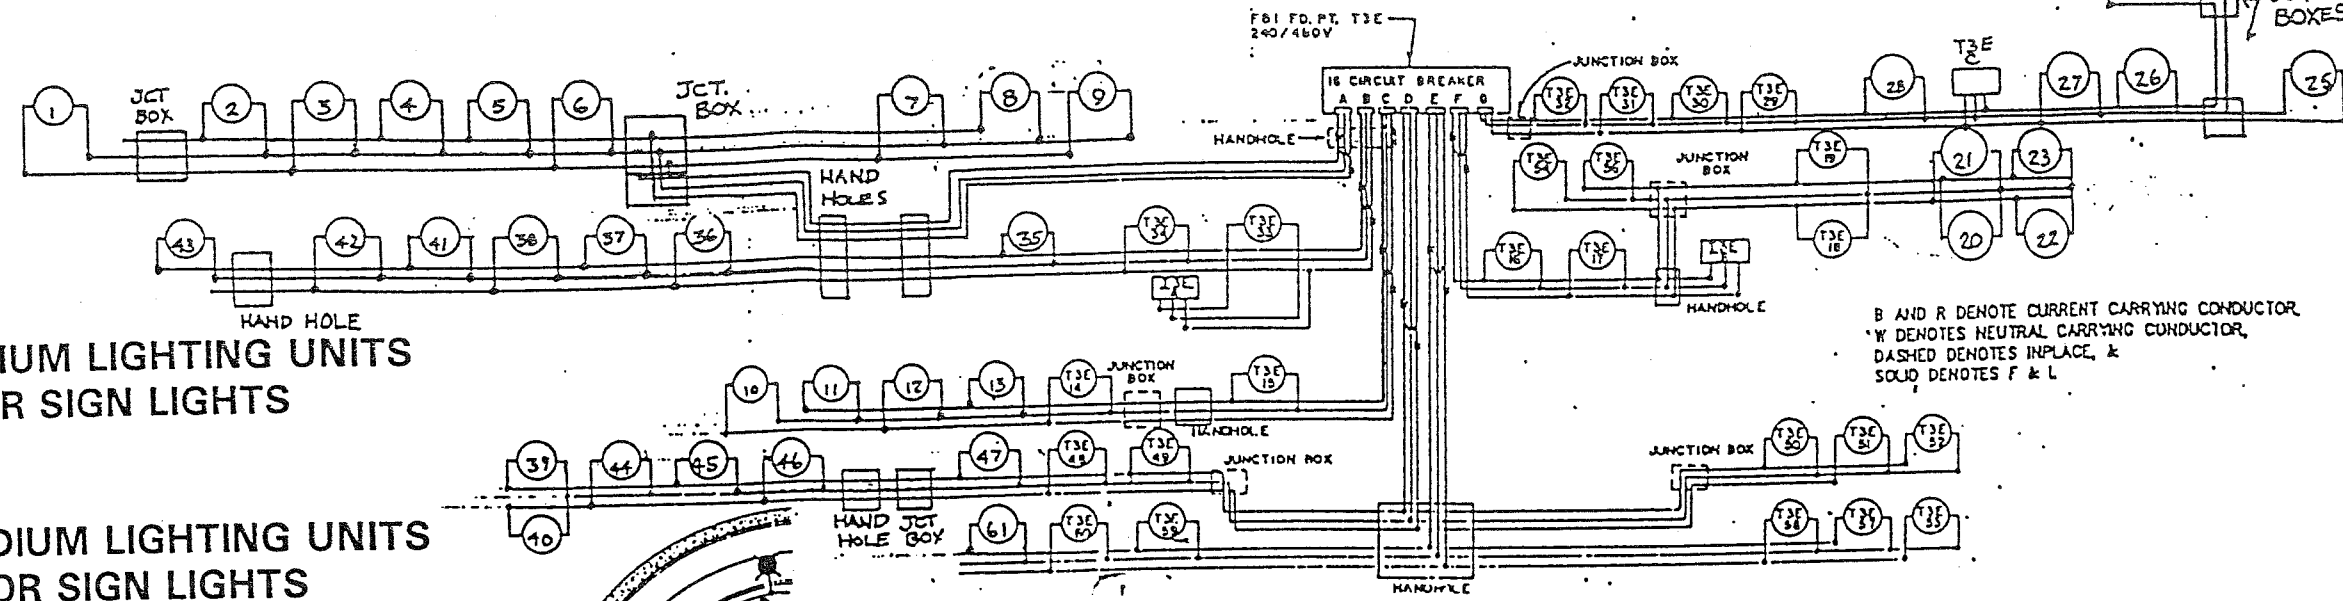 F&I FD. PT. T3E
240/480V
BOXES
T3E
C
JUNCTION BOX
16 CIRCUIT BREAKER
A B C D E F G
HANDHOLE
1
JCT
BOX
2
3
4
5
6
JCT.
BOX
7
8
9
T3E 32
T3E 31
T3E 30
T3E 29
28
27
26
25
HAND
HOLES
T3E 54
T3E 56
JUNCTION
BOX
T3E 19
21
23
T3E 18
20
22
43
42
41
38
37
36
35
T3E 34
T3E 33
T3E 16
T3E 17
HANDHOLE
HAND HOLE
B AND R DENOTE CURRENT CARRYING CONDUCTOR
W DENOTES NEUTRAL CARRYING CONDUCTOR,
DASHED DENOTES INPLACE, &
SOLID DENOTES F & I
IUM LIGHTING UNITS
R SIGN LIGHTS
10
11
12
13
T3E 14
JUNCTION
BOX
T3E 15
HANDHOLE
39
44
45
46
47
T3E 48
T3E 49
JUNCTION BOX
40
HAND
HOLE
JCT
BOX
61
T3E
T3E 59
JUNCTION BOX
T3E 50
T3E 51
T3E 52
T3E 58
T3E 57
T3E 55
HANDHOLE
DIUM LIGHTING UNITS
OR SIGN LIGHTS